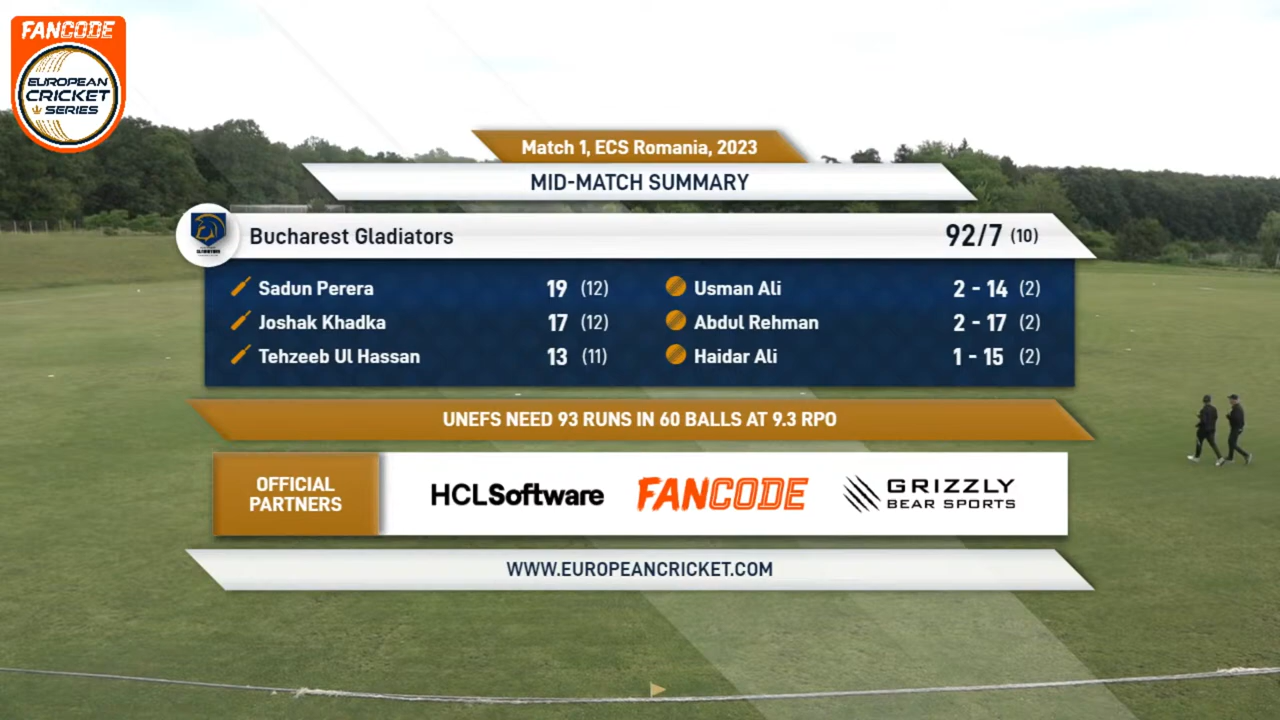 FANCODE
EUROPEAN
CRICKET
SERIES
Match 1, ECS Romania, 2023
MID-MATCH SUMMARY
Bucharest Gladiators 92/7 (10)
Sadun Perera 19 (12) Usman Ali 2 - 14 (2)
Joshak Khadka 17 (12) Abdul Rehman 2 - 17 (2)
Tehzeeb Ul Hassan 13 (11) Haidar Ali 1 - 15 (2)
UNEFS NEED 93 RUNS IN 60 BALLS AT 9.3 RPO
OFFICIAL
PARTNERS
HCLSoftware FANCODE GRIZZLY
BEAR SPORTS
WWW.EUROPEANCRICKET.COM